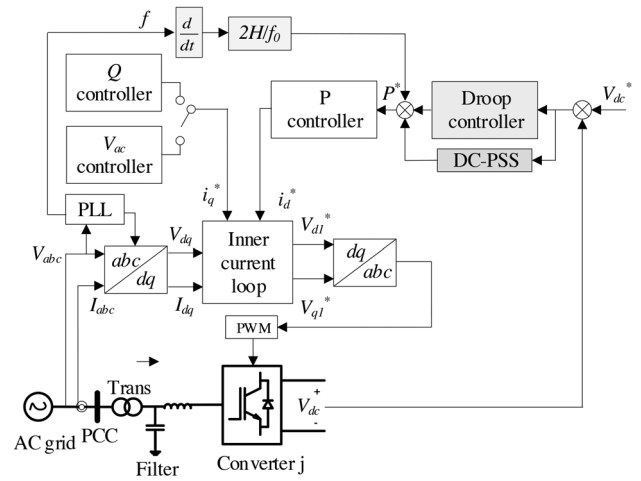 f
d
dt
2H/f0
Q
controller
P
controller
P*
Droop
controller
Vdc*
DC-PSS
Vac
controller
iq*
id*
PLL
Vabc
abc
dq
Vdq
Iabc
Idq
Inner
current
loop
Vd1*
Vq1*
dq
abc
PWM
Trans
AC grid
PCC
Filter
Converter j
+
Vdc
-